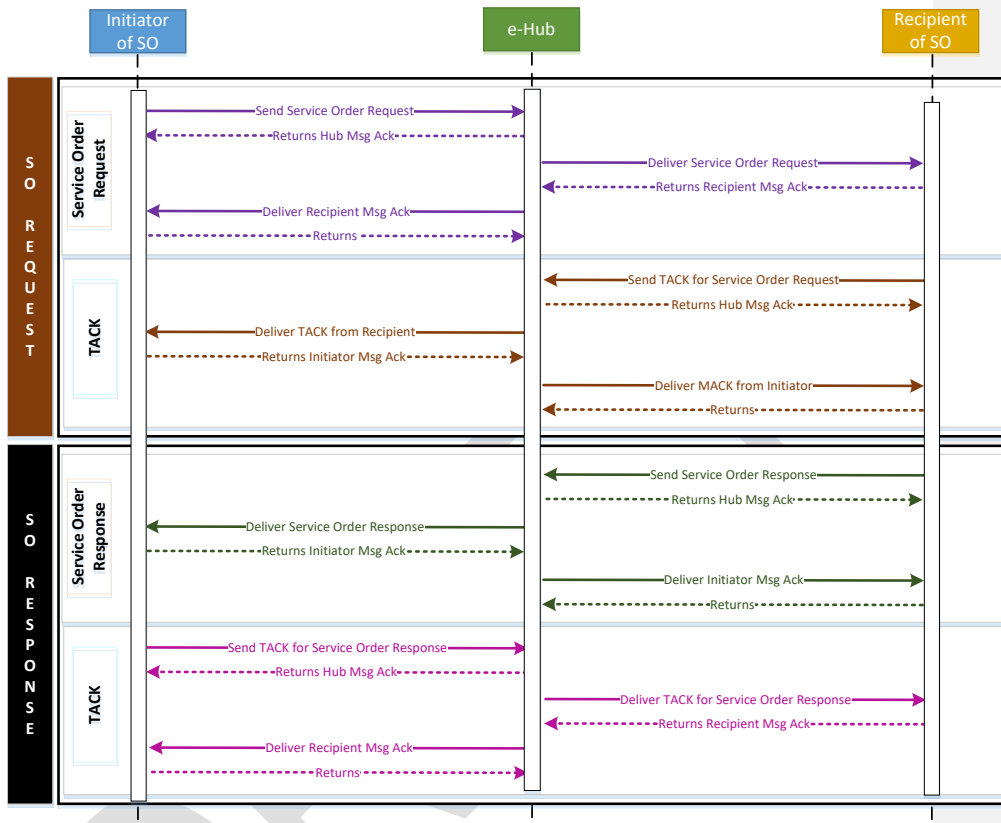 Initiator
of SO
e-Hub
Recipient
of SO
SO REQUEST
Service Order
Request
Send Service Order Request
Returns Hub Msg Ack
Deliver Service Order Request
Returns Recipient Msg Ack
Deliver Recipient Msg Ack
Returns
TACK
Send TACK for Service Order Request
Returns Hub Msg Ack
Deliver TACK from Recipient
Returns Initiator Msg Ack
Deliver MACK from Initiator
Returns
SO RESPONSE
Service Order
Response
Send Service Order Response
Returns Hub Msg Ack
Deliver Service Order Response
Returns Initiator Msg Ack
Deliver Initiator Msg Ack
Returns
TACK
Send TACK for Service Order Response
Returns Hub Msg Ack
Deliver TACK for Service Order Response
Returns Recipient Msg Ack
Deliver Recipient Msg Ack
Returns